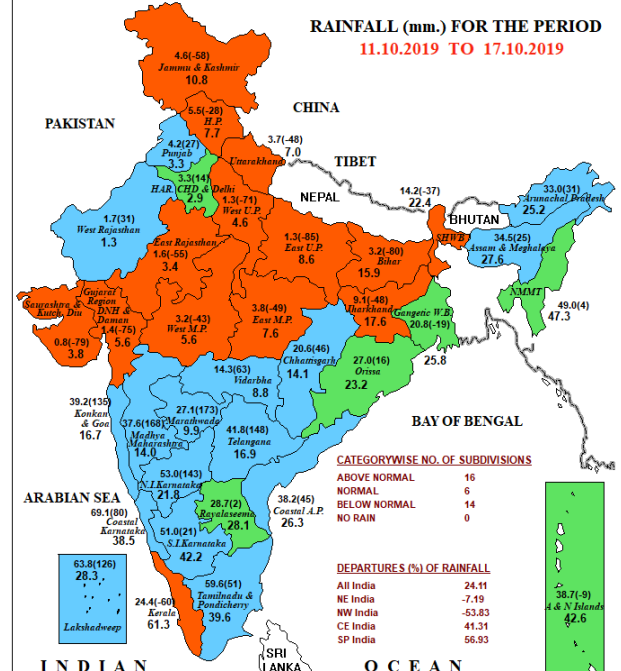 RAINFALL (mm.) FOR THE PERIOD
11.10.2019 TO 17.10.2019
4.6(-58)
Jammu & Kashmir
10.8
CHINA
5.5(-28)
H.P.
7.7
PAKISTAN
4.2(27)
Punjab
3.3
3.7(-48)
7.0
Uttarakhand
TIBET
3.3(14)
HAR. CHD & Delhi
2.9
NEPAL
14.2(-37)
22.4
33.0(31)
Arunachal Pradesh
25.2
1.3(-71)
West U.P.
4.6
BHUTAN
1.7(31)
West Rajasthan
1.3
SHWB
34.5(25)
Assam & Meghalaya
27.6
East Rajasthan
1.6(-55)
3.4
1.3(-85)
East U.P.
8.6
3.2(-80)
Bihar
15.9
Gujarat
Region
DNH &
Daman
1.4(-75)
5.6
Saurashtra &
Kutch, Diu
0.8(-79)
3.8
3.2(-43)
West M.P.
5.6
3.8(-49)
East M.P.
7.6
9.1(-48)
Jharkhand
17.6
Gangetic W.B.
20.8(-19)
25.8
NMMT
49.0(4)
47.3
20.6(46)
Chhattisgarh
14.1
27.0(16)
Orissa
23.2
14.3(63)
Vidarbha
8.8
39.2(135)
Konkan
& Goa
16.7
37.6(168)
Madhya
Maharashtra
14.0
27.1(173)
Marathwada
9.9
41.8(148)
Telangana
16.9
BAY OF BENGAL
53.0(143)
N.I.Karnataka
21.8
ARABIAN SEA
69.1(80)
Coastal
Karnataka
38.5
28.7(2)
Rayalaseema
28.1
38.2(45)
Coastal A.P.
26.3
51.0(21)
S.I.Karnataka
42.2
63.8(126)
28.3
Lakshadweep
24.4(-60)
Kerala
61.3
59.6(51)
Tamilnadu &
Pondicherry
39.6
CATEGORYWISE NO. OF SUBDIVISIONS
ABOVE NORMAL 16
NORMAL 6
BELOW NORMAL 14
NO RAIN 0
DEPARTURES (%) OF RAINFALL
All India 24.11
NE India -7.19
NW India -53.83
CE India 41.31
SP India 56.93
38.7(-9)
A & N Islands
42.6
SRI
LANKA
INDIAN OCEAN